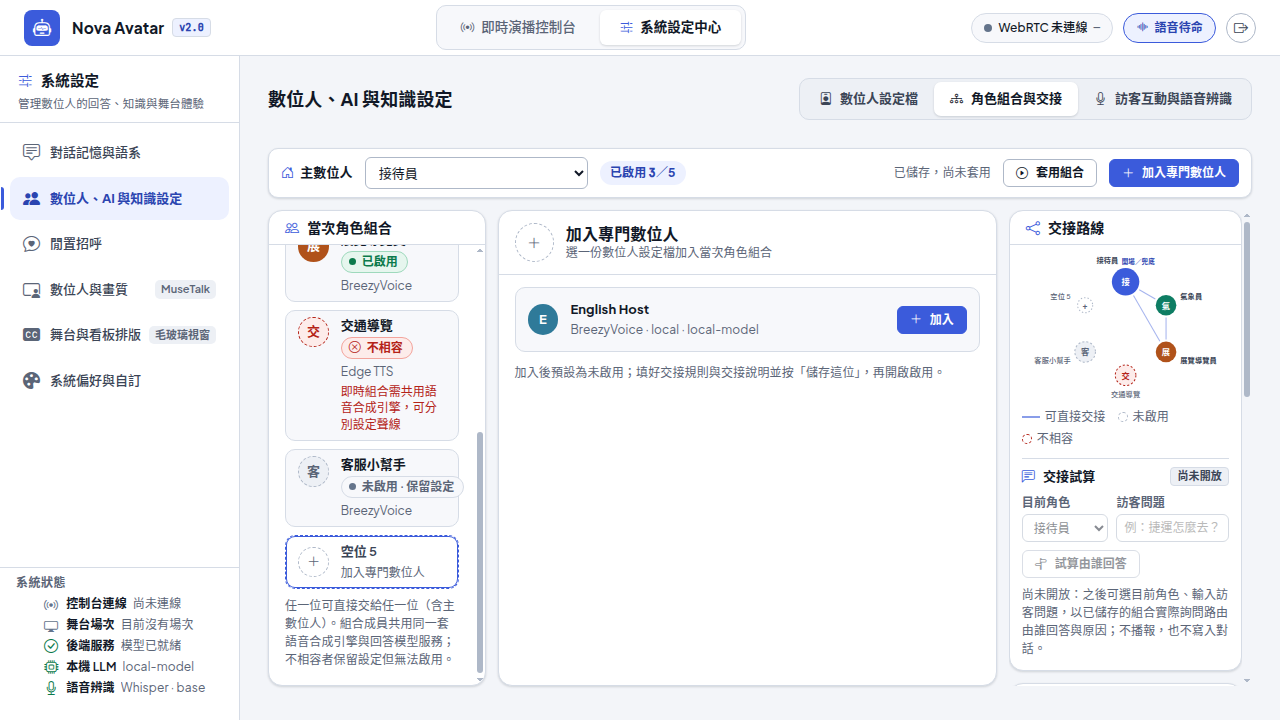 Nova Avatar v2.0
即時演播控制台
系統設定中心
WebRTC 未連線 –
語音待命
系統設定
管理數位人的回答、知識與舞台體驗
對話記憶與語系
數位人、AI 與知識設定
閒置招呼
數位人與畫質 MuseTalk
舞台與看板排版 毛玻璃視窗
系統偏好與自訂
系統狀態
控制台連線 尚未連線
舞台場次 目前沒有場次
後端服務 模型已就緒
本機 LLM local-model
語音辨識 Whisper · base
數位人、AI 與知識設定
數位人設定檔
角色組合與交接
訪客互動與語音辨識
主數位人 接待員 已啟用 3／5
已儲存，尚未套用 套用組合 加入專門數位人
當次角色組合
展
已啟用
BreezyVoice
交 交通導覽
不相容
Edge TTS
即時組合需共用語
音合成引擎，可分
別設定聲線
客 客服小幫手
未啟用 · 保留設定
BreezyVoice
空位 5
加入專門數位人
任一位可直接交給任一位（含主
數位人）。組合成員共用同一套
語音合成引擎與回答模型服務；
不相容者保留設定但無法啟用。
加入專門數位人
選一份數位人設定檔加入當次角色組合
E English Host
BreezyVoice · local · local-model
加入
加入後預設為未啟用；填好交接規則與交接說明並按「儲存這位」，再開啟啟用。
交接路線
接待員 開場／兜底
接
空位 5
氣 氣象員
客服小幫手 客
展 展覽導覽員
交
交通導覽
可直接交接 未啟用
不相容
交接試算 尚未開放
目前角色 訪客問題
接待員 例：捷運怎麼去？
試算由誰回答
尚未開放：之後可選目前角色、輸入訪
客問題，以已儲存的組合實際詢問路由
由誰回答與原因；不播報，也不寫入對
話。